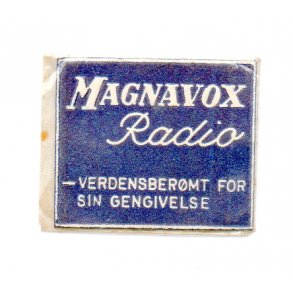 MAGNAVOX
Radio
—VERDENSBERØMT FOR
SIN GENGIVELSE